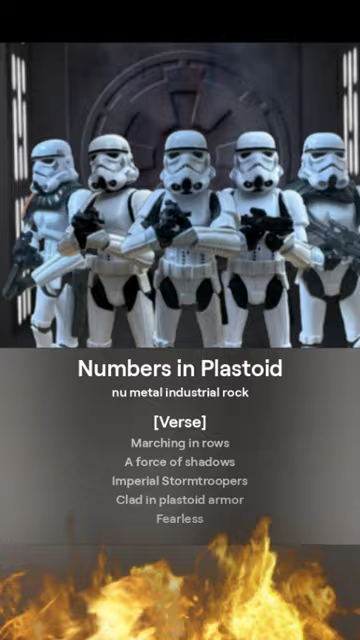 Numbers in Plastoid
nu metal industrial rock
[Verse]
Marching in rows
A force of shadows
Imperial Stormtroopers
Clad in plastoid armor
Fearless